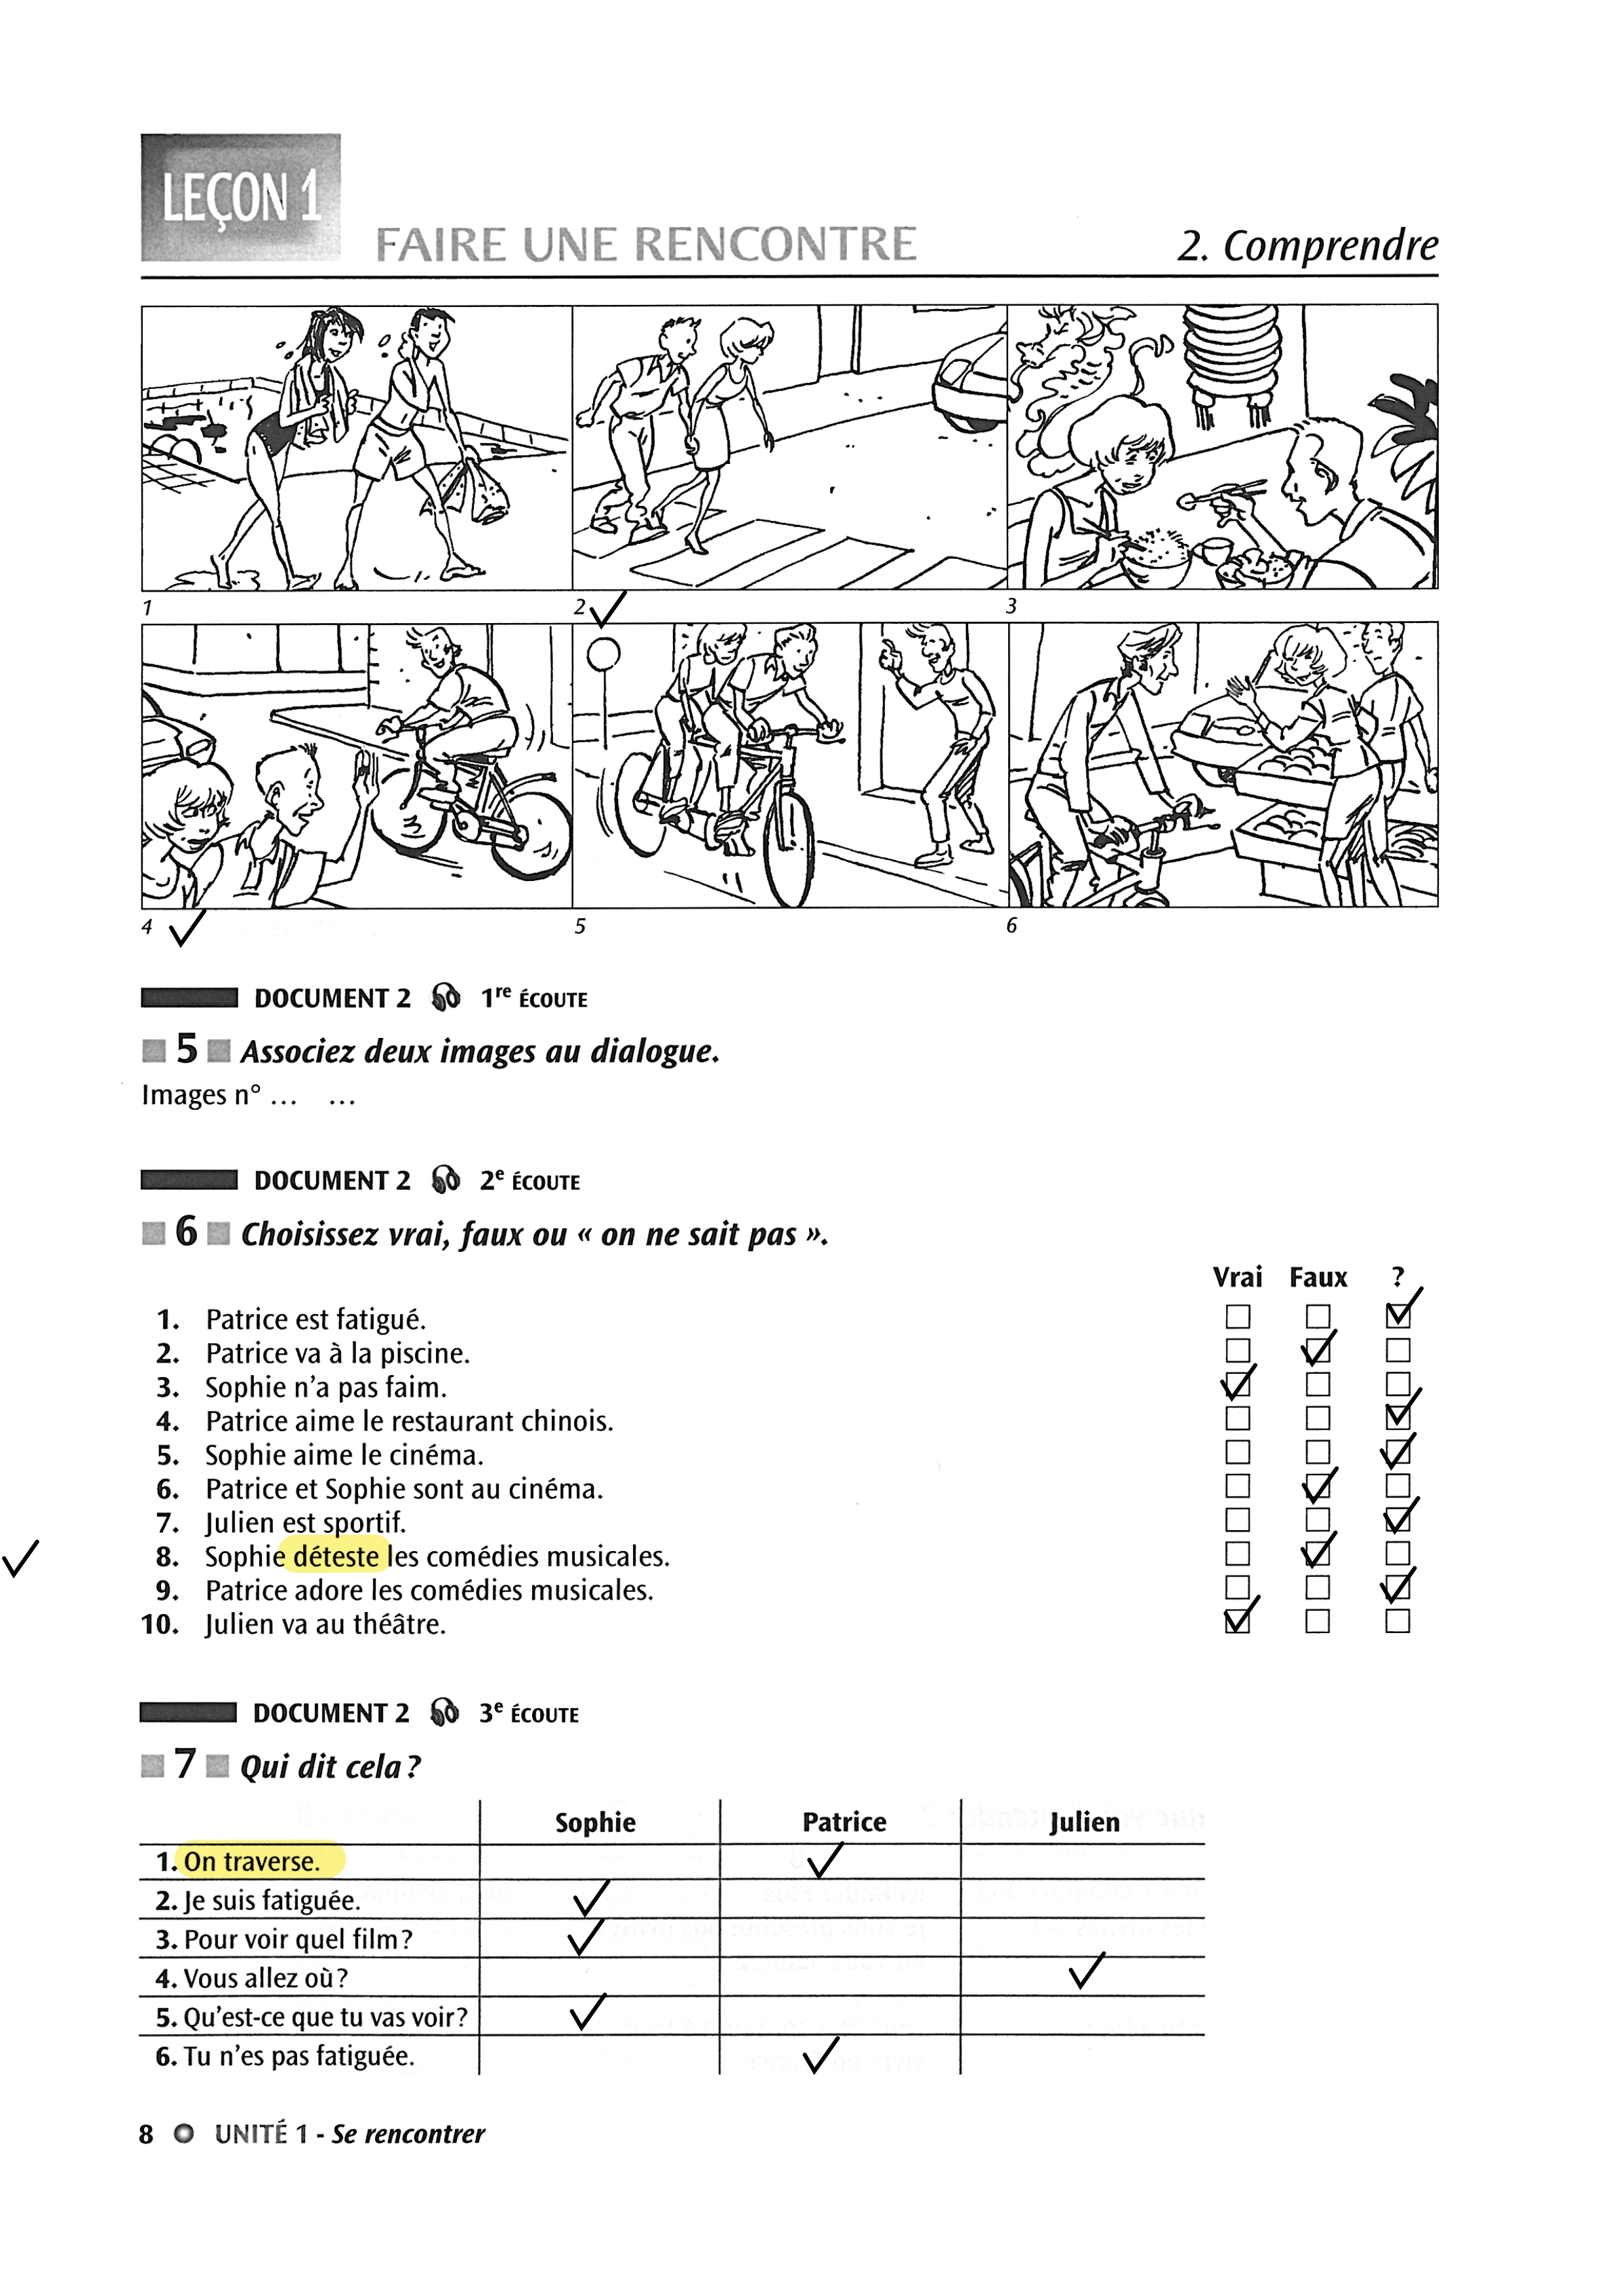 LEÇON 1
FAIRE UNE RENCONTRE 2. Comprendre
1 2 3
4 5 6
DOCUMENT 2 1re ÉCOUTE
5 Associez deux images au dialogue.
Images n° ... ...
DOCUMENT 2 2e ÉCOUTE
6 Choisissez vrai, faux ou « on ne sait pas ».
Vrai Faux ?
1. Patrice est fatigué.
2. Patrice va à la piscine.
3. Sophie n'a pas faim.
4. Patrice aime le restaurant chinois.
5. Sophie aime le cinéma.
6. Patrice et Sophie sont au cinéma.
7. Julien est sportif.
8. Sophie déteste les comédies musicales.
9. Patrice adore les comédies musicales.
10. Julien va au théâtre.
DOCUMENT 2 3e ÉCOUTE
7 Qui dit cela ?
Sophie Patrice Julien
1. On traverse.
2. Je suis fatiguée.
3. Pour voir quel film ?
4. Vous allez où ?
5. Qu'est-ce que tu vas voir ?
6. Tu n'es pas fatiguée.
8 UNITÉ 1 - Se rencontrer